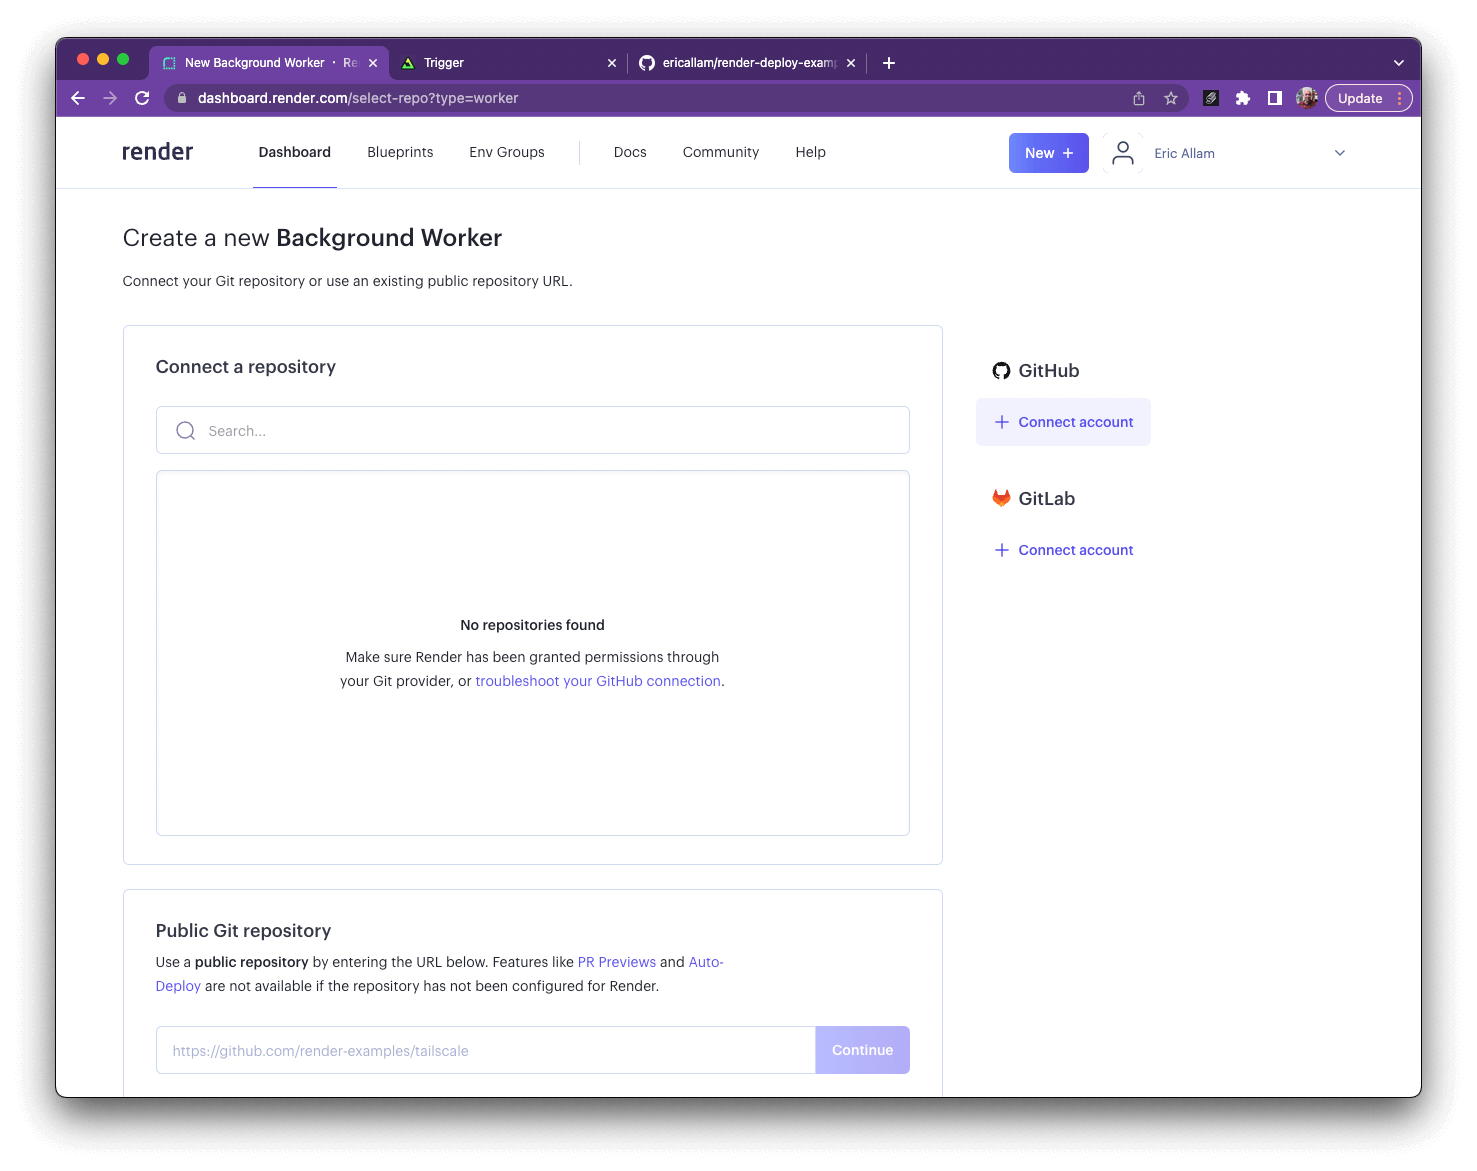 New Background Worker · Re
Trigger
ericallam/render-deploy-exam
dashboard.render.com/select-repo?type=worker
Update
render
Dashboard
Blueprints
Env Groups
Docs
Community
Help
New +
Eric Allam
Create a new Background Worker
Connect your Git repository or use an existing public repository URL.
Connect a repository
Search...
No repositories found
Make sure Render has been granted permissions through
your Git provider, or troubleshoot your GitHub connection.
GitHub
+ Connect account
GitLab
+ Connect account
Public Git repository
Use a public repository by entering the URL below. Features like PR Previews and Auto-
Deploy are not available if the repository has not been configured for Render.
https://github.com/render-examples/tailscale
Continue